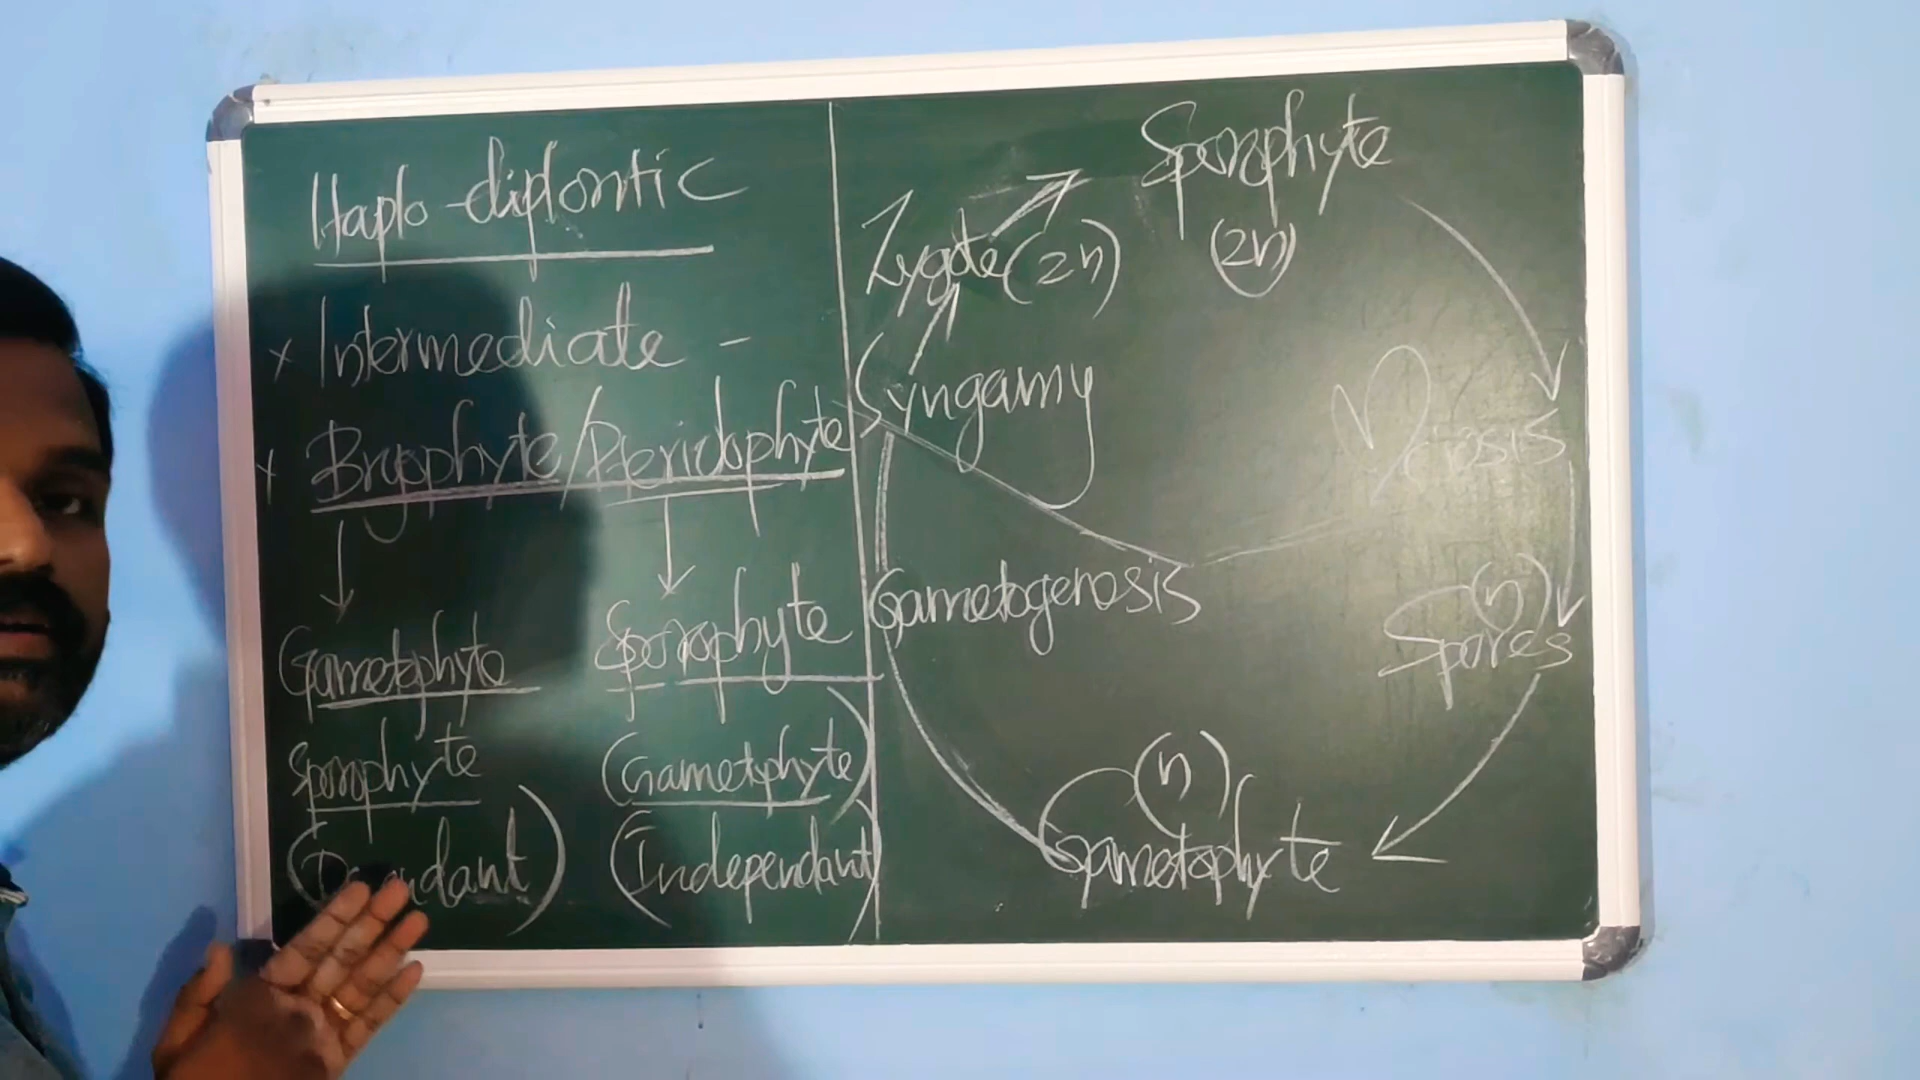 Haplo-diplontic
x Intermediate -
x Bryophyte/Pteridophyte
Gametophyte
Sporophyte
(Dependant)
Sporophyte
(Gametophyte)
(Independant)
Sporophyte
(2n)
Zygote (2n)
Syngamy
Meiosis
Gametogenosis
(n)
Spores
(n)
Gametophyte